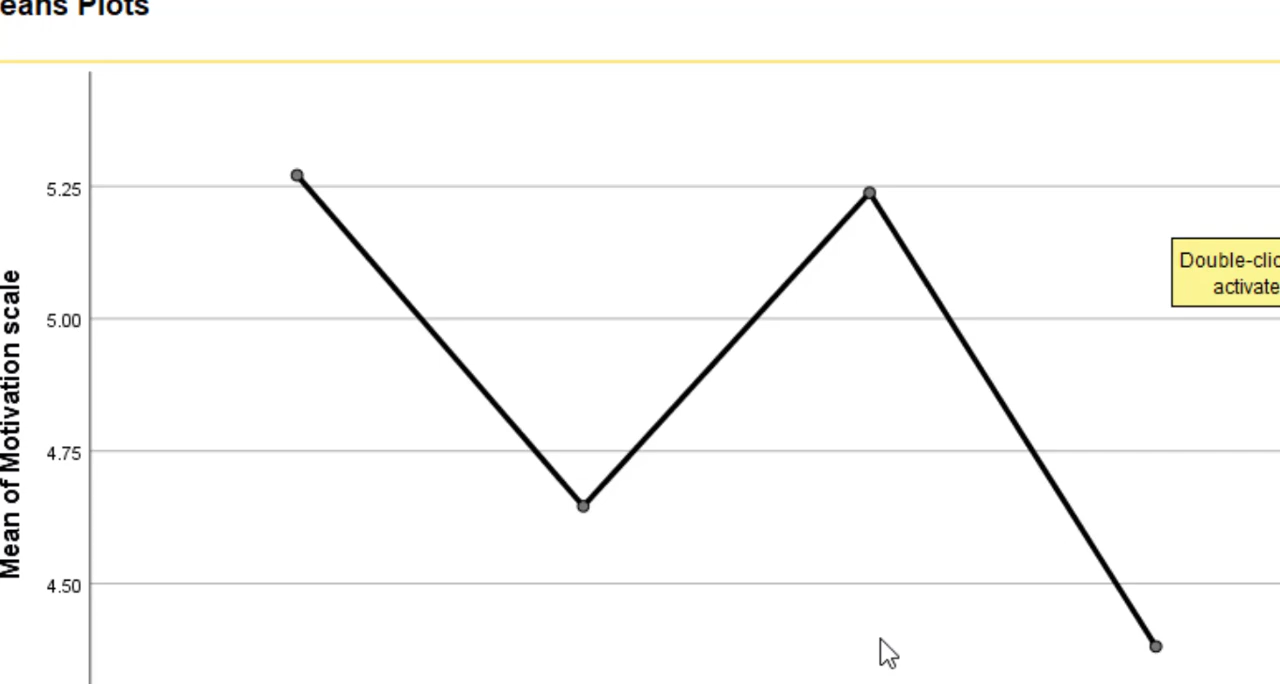 eans Plots
5.25
5.00
4.75
4.50
Mean of Motivation scale
Double-clic
activate